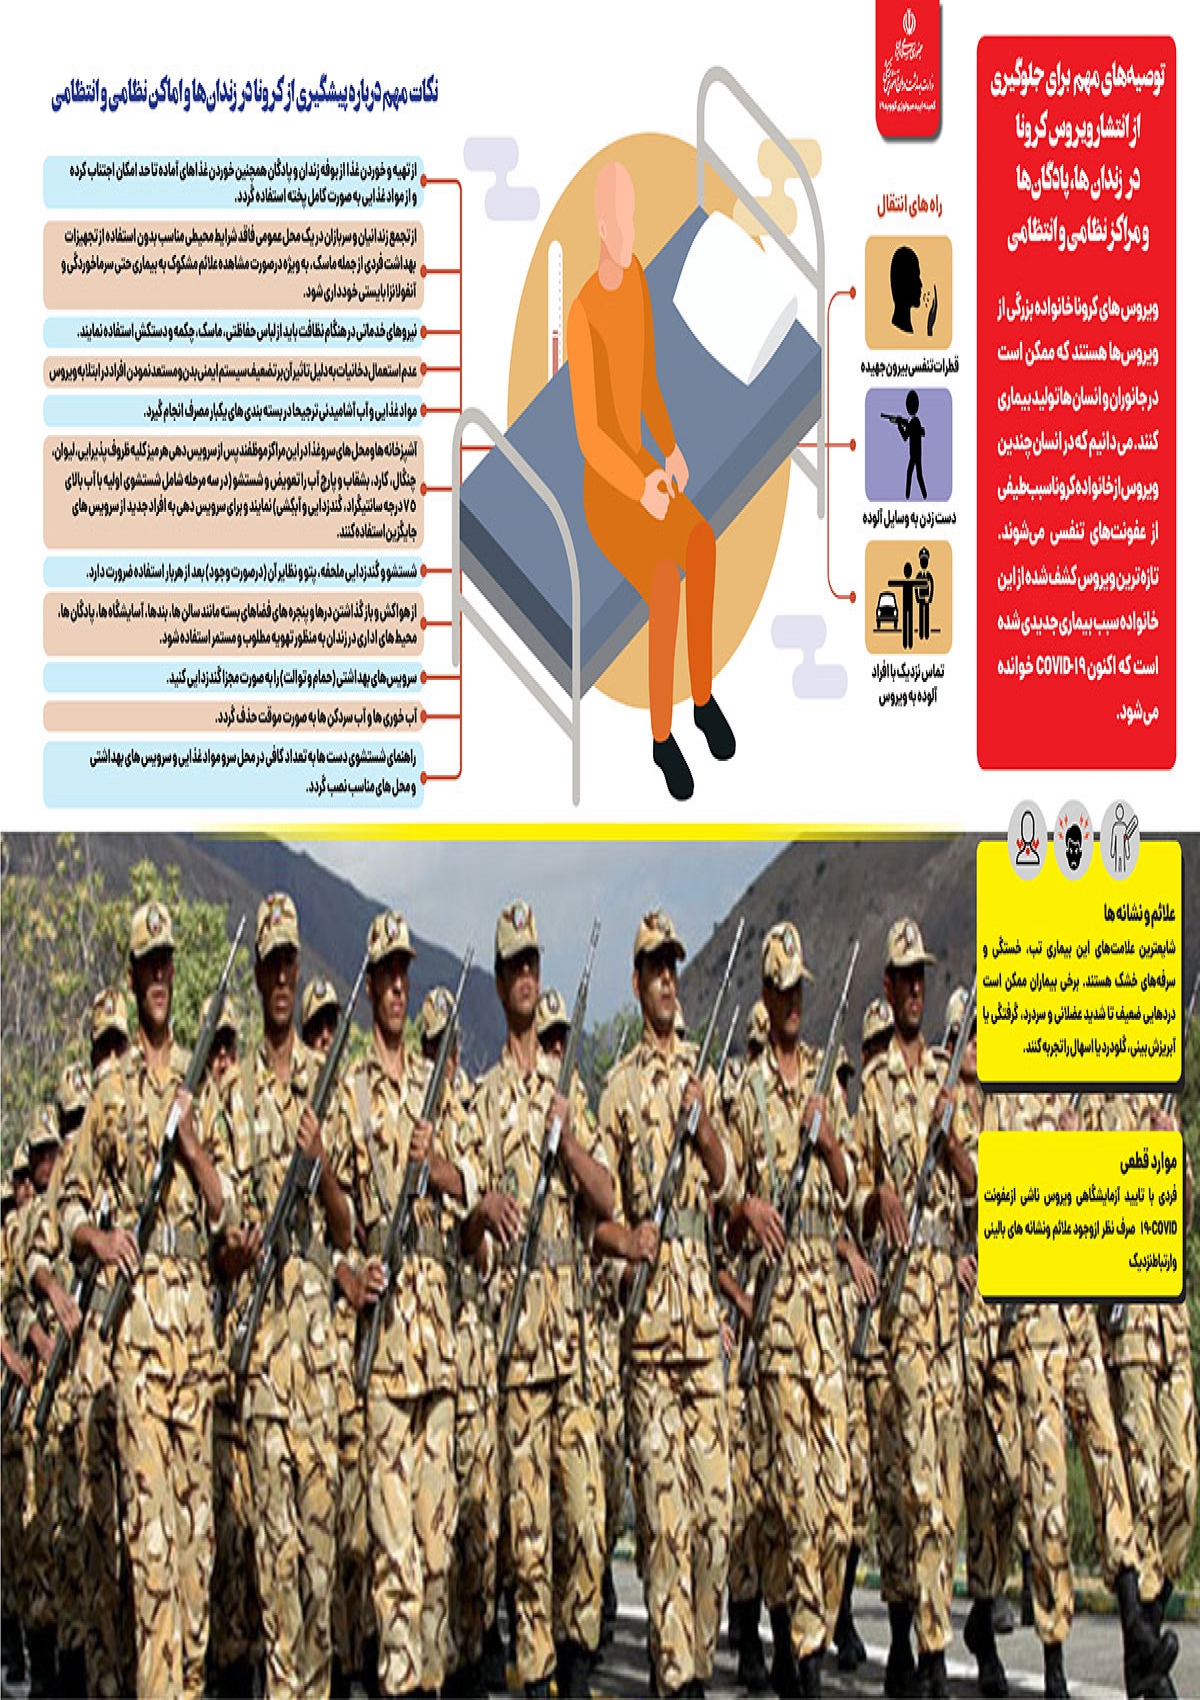 توصیه‌های مهم برای جلوگیری
از انتشار ویروس کرونا
در زندان ها، پادگان‌ها
و مراکز نظامی و انتظامی
ویروس‌های کرونا خانواده بزرگی از
ویروس‌ها هستند که ممکن است
در جانوران و انسان ها تولید بیماری
کنند. می دانیم که در انسان چندین
ویروس از خانواده کرونا سبب طیفی
از عفونت‌های تنفسی می‌شوند.
تازه ترین ویروس کشف شده از این
خانواده سبب بیماری جدیدی شده
است که اکنون COVID-۱۹ خوانده
می‌شود.
کمیته اپیدمیولوژی کووید ۱۹
راه های انتقال
قطرات تنفسی بیرون جهیده
دست زدن به وسایل آلوده
تماس نزدیک با افراد
آلوده به ویروس
نکات مهم درباره پیشگیری از کرونا در زندان‌ها و اماکن نظامی و انتظامی
از تهیه و خوردن غذا از بوفه زندان و پادگان همچنین خوردن غذاهای آماده تا حد امکان اجتناب کرده
و از مواد غذایی به صورت کامل پخته استفاده گردد.
از تجمع زندانیان و سربازان در یک محل عمومی فاقد شرایط محیطی مناسب بدون استفاده از تجهیزات
بهداشت فردی از جمله ماسک، به ویژه در صورت مشاهده علائم مشکوک به بیماری حتی سرماخوردگی و
آنفولانزا بایستی خودداری شود.
نیروهای خدماتی در هنگام نظافت باید از لباس حفاظتی، ماسک، چکمه و دستکش استفاده نمایند.
عدم استعمال دخانیات به دلیل تاثیر آن بر تضعیف سیستم ایمنی بدن و مستعد نمودن افراد در ابتلا به ویروس
مواد غذایی و آب آشامیدنی ترجیحا در بسته بندی های یکبار مصرف انجام گیرد.
آشپزخانه ها و محل های سرو غذا در این مراکز موظفند پس از سرویس دهی هر میز کلیه ظروف پذیرایی، لیوان،
چنگال، کارد، بشقاب و پارچ آب را تعویض و شستشو (در سه مرحله شامل شستشوی اولیه با آب بالای
۷۵ درجه سانتیگراد، گندزدایی و آبکشی) نمایند و برای سرویس دهی به افراد جدید از سرویس های
جایگزین استفاده کنند.
شستشو و گندزدایی ملحفه، پتو و نظایر آن (در صورت وجود) بعد از هر بار استفاده ضرورت دارد.
از هواکش و باز گذاشتن درها و پنجره های فضاهای بسته مانند سالن ها، بندها، آسایشگاه ها، پادگان ها،
محیط های اداری در زندان به منظور تهویه مطلوب و مستمر استفاده شود.
سرویس‌های بهداشتی (حمام و توالت) را به صورت مجزا گندزدایی کنید.
آب خوری ها و آب سردکن ها به صورت موقت حذف گردد.
راهنمای شستشوی دست ها به تعداد کافی در محل سرو مواد غذایی و سرویس های بهداشتی
و محل های مناسب نصب گردد.
علائم و نشانه ها
شایعترین علامت‌های این بیماری تب، خستگی و
سرفه‌های خشک هستند. برخی بیماران ممکن است
دردهایی ضعیف تا شدید عضلانی و سردرد، گرفتگی یا
آبریزش بینی، گلودرد یا اسهال را تجربه کنند.
موارد قطعی
فردی با تایید آزمایشگاهی ویروس ناشی ازعفونت
۱۹-COVID صرف نظر ازوجود علائم ونشانه های بالینی
وارتباط‌نزدیک